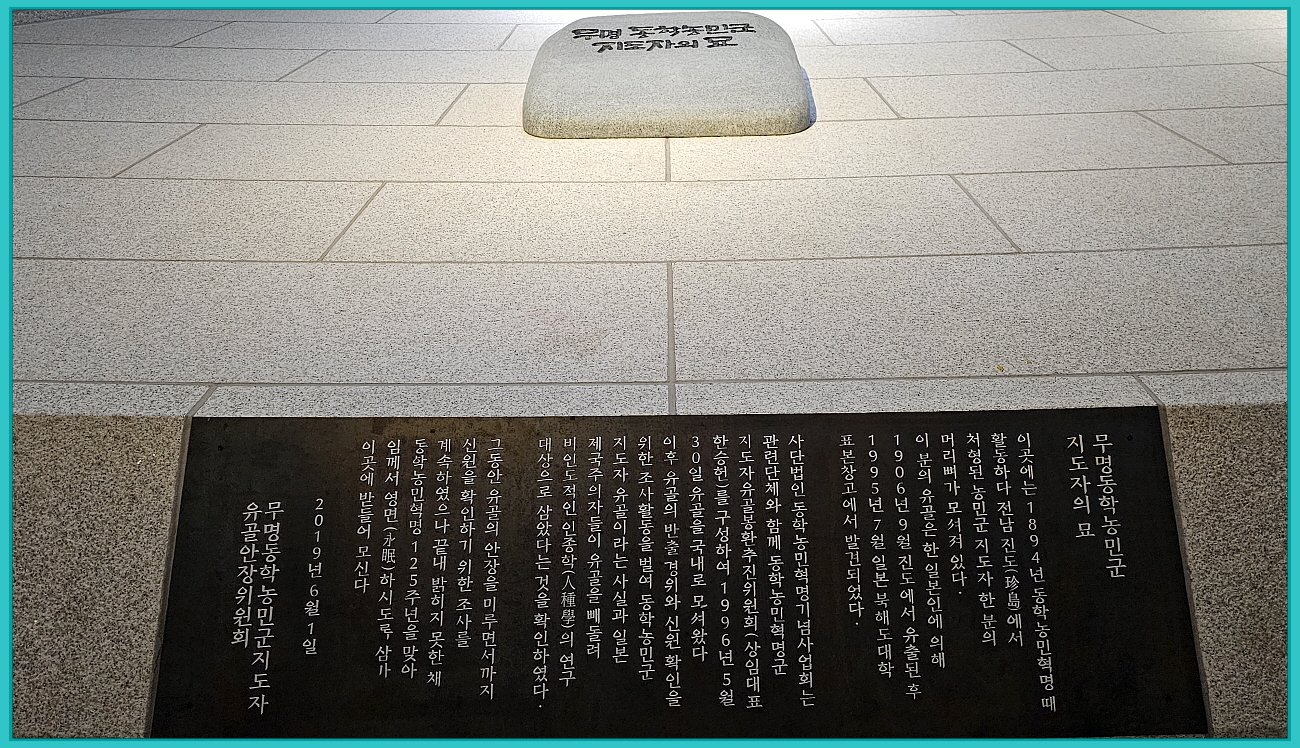 무명 동학농민군
지도자의 묘
무명동학농민군
지도자의 묘
이곳에는 1894년 동학농민혁명 때
활동하다 전남 진도(珍島)에서
처형된 농민군 지도자 한 분의
머리뼈가 모셔져 있다.
이 분의 유골은 한 일본인에 의해
1906년 9월 진도에서 유출된 후
1995년 7월 일본 북해도대학
표본창고에서 발견되었다.
사단법인 동학농민혁명기념사업회는
관련단체와 함께 동학농민혁명군
지도자유골봉환추진위원회(상임대표
한승헌)를 구성하여 1996년 5월
30일 유골을 국내로 모셔왔다
이후 유골의 반출 경위와 신원 확인을
위한 조사활동을 벌여 동학농민군
지도자 유골이라는 사실과 일본
제국주의자들이 유골을 빼돌려
비인도적인 인종학(人種學)의 연구
대상으로 삼았다는 것을 확인하였다.
그동안 유골의 안장을 미루면서까지
신원을 확인하기 위한 조사를
계속하였으나 끝내 밝히지 못한 채
동학농민혁명 125주년을 맞아
임께서 영면(永眠)하시도록 삼가
이곳에 받들어 모신다
2019년 6월 1일
무명동학농민군지도자
유골안장위원회